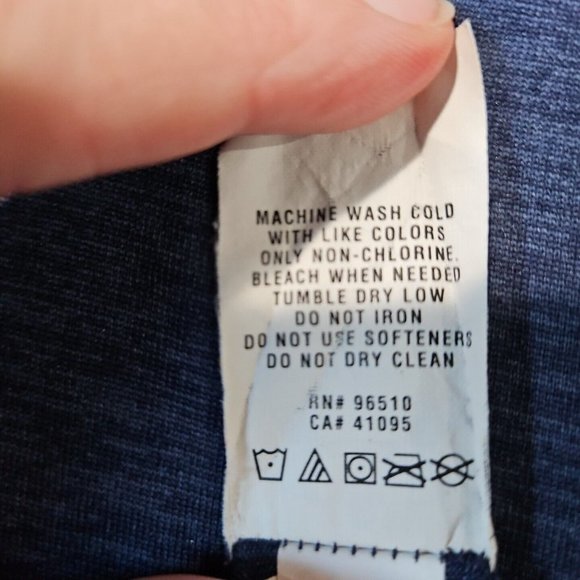 MACHINE WASH COLD
WITH LIKE COLORS
ONLY NON-CHLORINE.
BLEACH WHEN NEEDED
TUMBLE DRY LOW
DO NOT IRON
DO NOT USE SOFTENERS
DO NOT DRY CLEAN
RN# 96510
CA# 41095